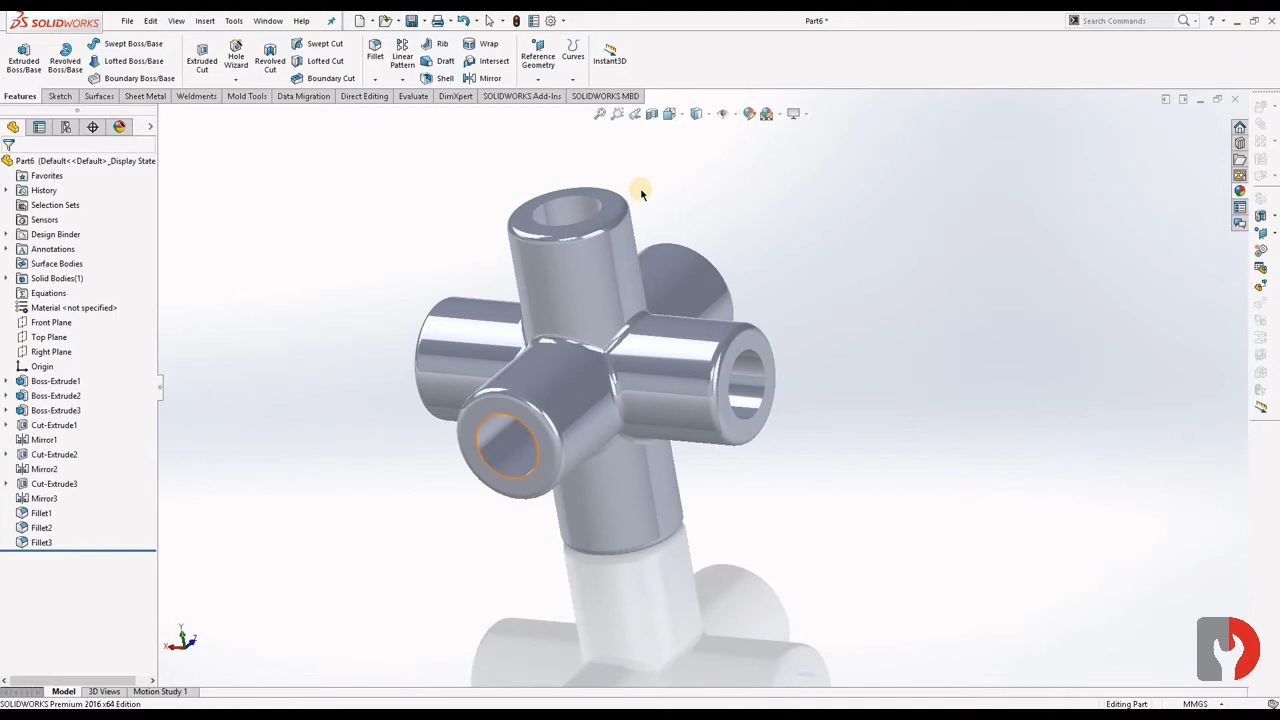 SOLIDWORKS
File Edit View Insert Tools Window Help
Part6 *
Search Commands
Extruded Boss/Base
Revolved Boss/Base
Swept Boss/Base
Lofted Boss/Base
Boundary Boss/Base
Extruded Cut
Hole Wizard
Revolved Cut
Swept Cut
Lofted Cut
Boundary Cut
Fillet
Linear Pattern
Rib
Draft
Shell
Wrap
Intersect
Mirror
Reference Geometry
Curves
Instant3D
Features Sketch Surfaces Sheet Metal Weldments Mold Tools Data Migration Direct Editing Evaluate DimXpert SOLIDWORKS Add-Ins SOLIDWORKS MBD
Part6 (Default<<Default>_Display State
Favorites
History
Selection Sets
Sensors
Design Binder
Annotations
Surface Bodies
Solid Bodies(1)
Equations
Material <not specified>
Front Plane
Top Plane
Right Plane
Origin
Boss-Extrude1
Boss-Extrude2
Boss-Extrude3
Cut-Extrude1
Mirror1
Cut-Extrude2
Mirror2
Cut-Extrude3
Mirror3
Fillet1
Fillet2
Fillet3
Y
X
Z
Model 3D Views Motion Study 1
SOLIDWORKS Premium 2016 x64 Edition
Editing Part
MMGS